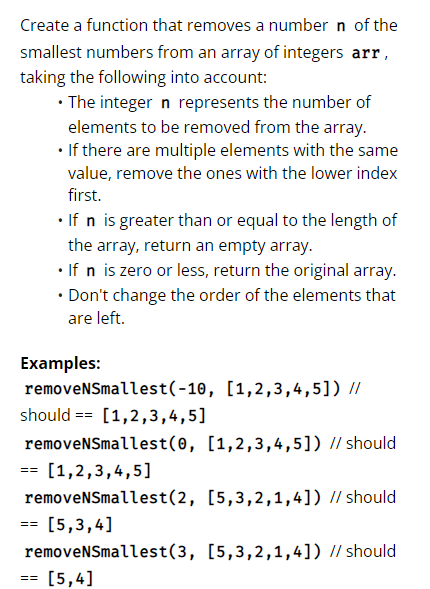 Create a function that removes a number n of the
smallest numbers from an array of integers arr,
taking the following into account:
• The integer n represents the number of
elements to be removed from the array.
• If there are multiple elements with the same
value, remove the ones with the lower index
first.
• If n is greater than or equal to the length of
the array, return an empty array.
• If n is zero or less, return the original array.
• Don't change the order of the elements that
are left.
Examples:
removeNSmallest(-10, [1,2,3,4,5]) //
should == [1,2,3,4,5]
removeNSmallest(0, [1,2,3,4,5]) // should
== [1,2,3,4,5]
removeNSmallest(2, [5,3,2,1,4]) // should
== [5,3,4]
removeNSmallest(3, [5,3,2,1,4]) // should
== [5,4]